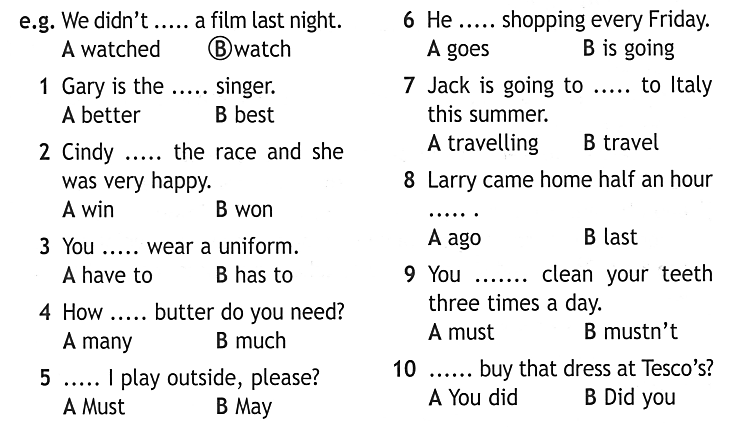 e.g. We didn't ..... a film last night.
A watched B watch
1 Gary is the ..... singer.
A better B best
2 Cindy ..... the race and she
was very happy.
A win B won
3 You ..... wear a uniform.
A have to B has to
4 How ..... butter do you need?
A many B much
5 ..... I play outside, please?
A Must B May
6 He ..... shopping every Friday.
A goes B is going
7 Jack is going to ..... to Italy
this summer.
A travelling B travel
8 Larry came home half an hour
..... .
A ago B last
9 You ....... clean your teeth
three times a day.
A must B mustn't
10 ...... buy that dress at Tesco's?
A You did B Did you